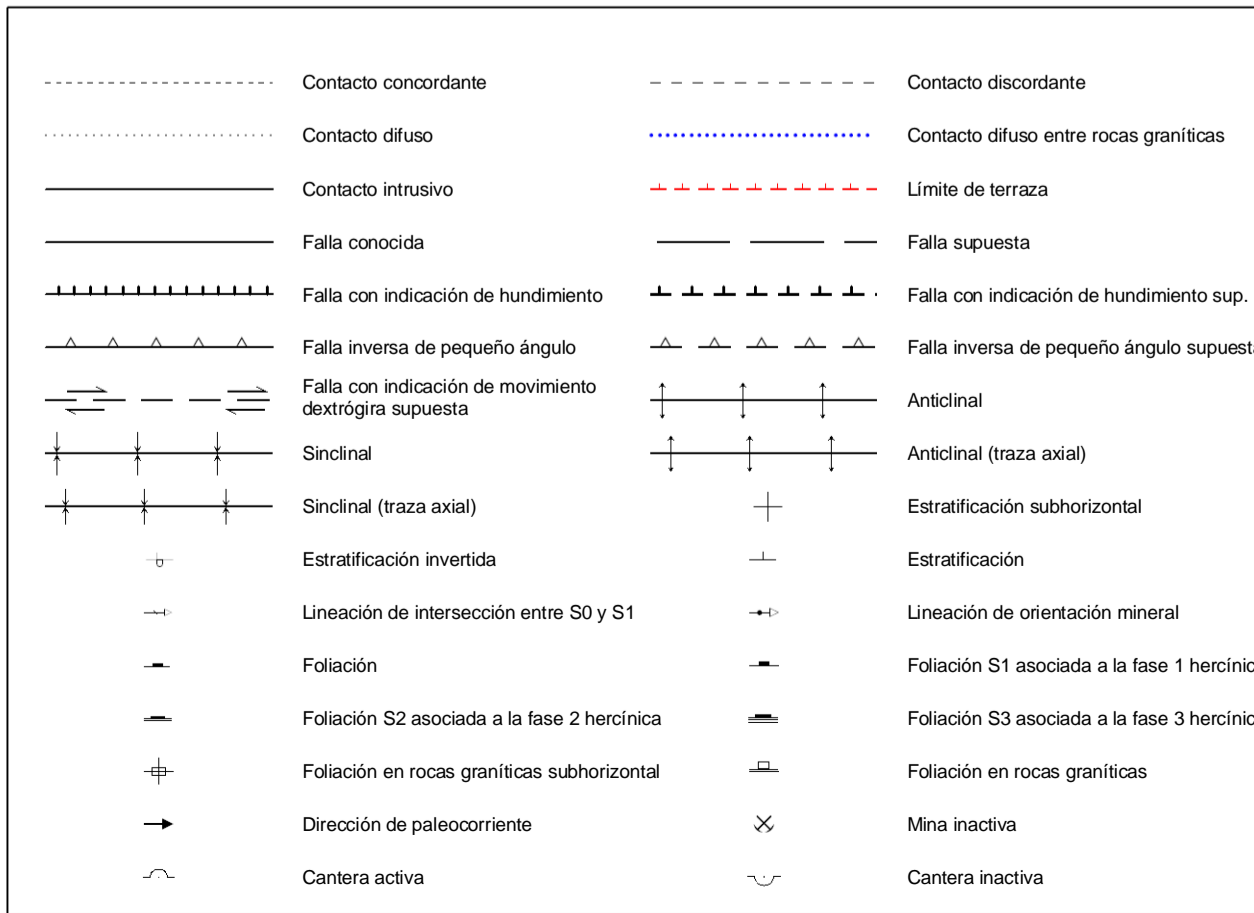 Contacto concordante
Contacto discordante
Contacto difuso
Contacto difuso entre rocas graníticas
Contacto intrusivo
Límite de terraza
Falla conocida
Falla supuesta
Falla con indicación de hundimiento
Falla con indicación de hundimiento sup.
Falla inversa de pequeño ángulo
Falla inversa de pequeño ángulo supuesta
Falla con indicación de movimiento
dextrógira supuesta
Anticlinal
Sinclinal
Anticlinal (traza axial)
Sinclinal (traza axial)
Estratificación subhorizontal
Estratificación invertida
Estratificación
Lineación de intersección entre S0 y S1
Lineación de orientación mineral
Foliación
Foliación S1 asociada a la fase 1 hercínic
Foliación S2 asociada a la fase 2 hercínica
Foliación S3 asociada a la fase 3 hercínic
Foliación en rocas graníticas subhorizontal
Foliación en rocas graníticas
Dirección de paleocorriente
Mina inactiva
Cantera activa
Cantera inactiva